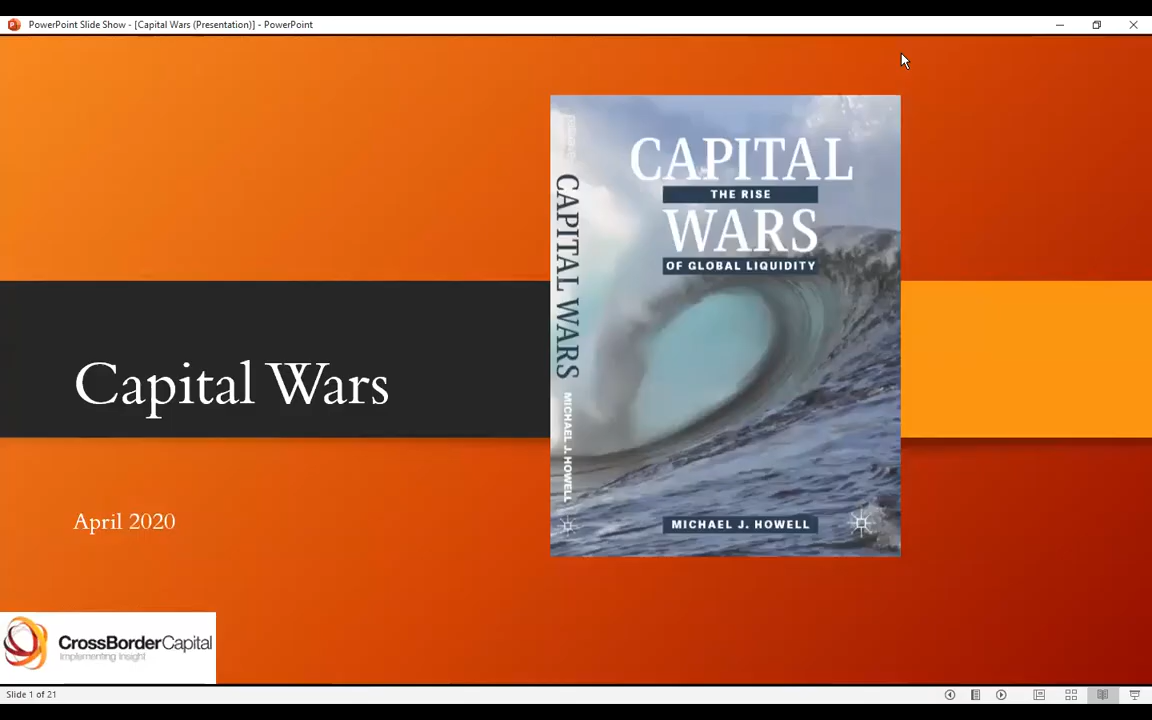 PowerPoint Slide Show - [Capital Wars (Presentation)] - PowerPoint
CAPITAL
THE RISE
WARS
OF GLOBAL LIQUIDITY
CAPITAL WARS
MICHAEL J. HOWELL
Capital Wars
April 2020
MICHAEL J. HOWELL
CrossBorderCapital
Implementing Insight
Slide 1 of 21